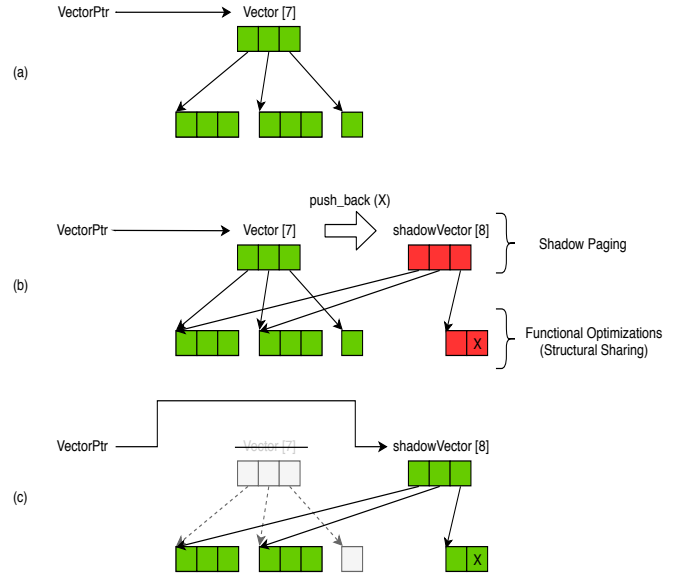 VectorPtr
Vector [7]
(a)
push_back (X)
VectorPtr
Vector [7]
shadowVector [8]
Shadow Paging
(b)
X
Functional Optimizations
(Structural Sharing)
VectorPtr
Vector [7]
shadowVector [8]
(c)
X